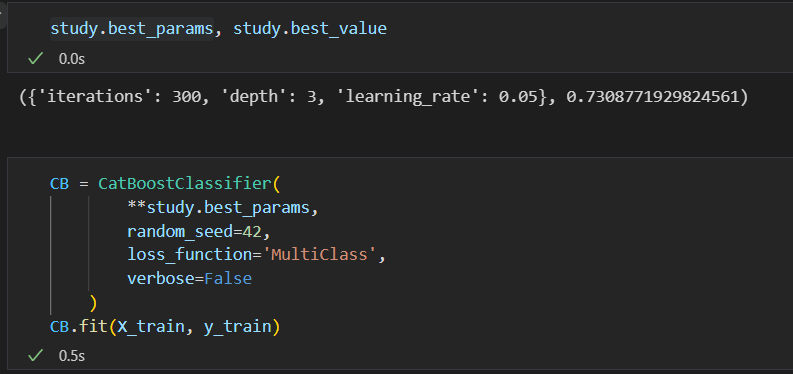 study.best_params, study.best_value
0.0s
({'iterations': 300, 'depth': 3, 'learning_rate': 0.05}, 0.7308771929824561)
CB = CatBoostClassifier(
        **study.best_params,
        random_seed=42,
        loss_function='MultiClass',
        verbose=False
    )
CB.fit(X_train, y_train)
0.5s